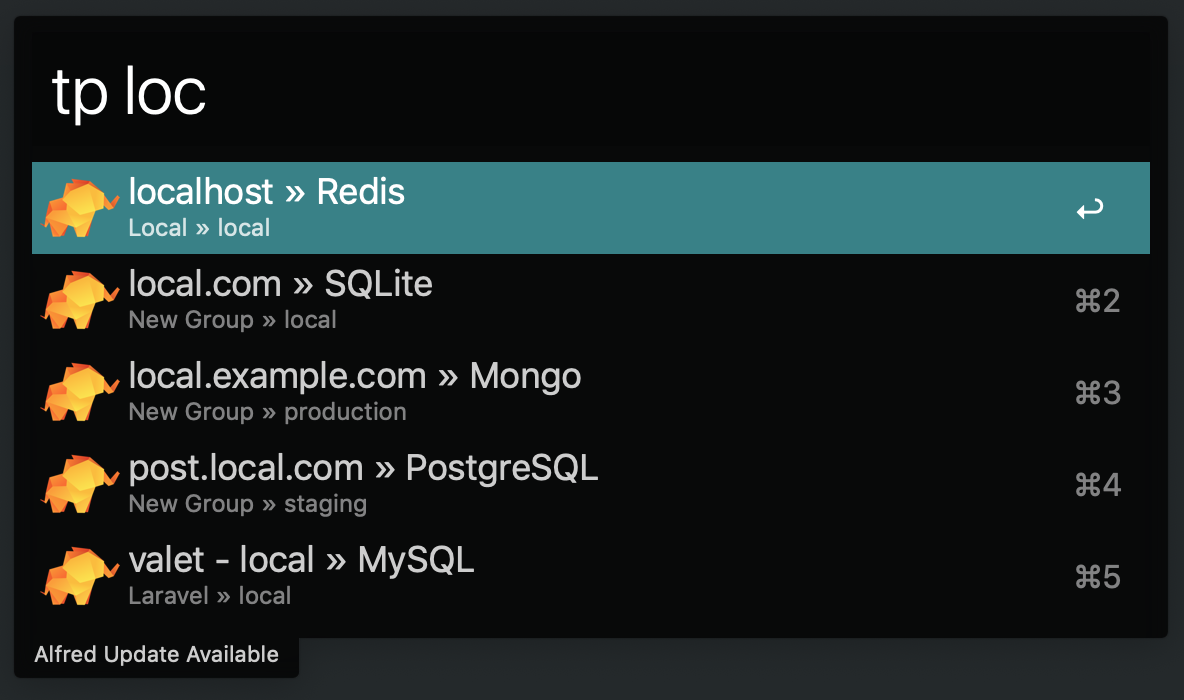 tp loc
localhost » Redis
Local » local
↩
local.com » SQLite
New Group » local
⌘2
local.example.com » Mongo
New Group » production
⌘3
post.local.com » PostgreSQL
New Group » staging
⌘4
valet - local » MySQL
Laravel » local
⌘5
Alfred Update Available